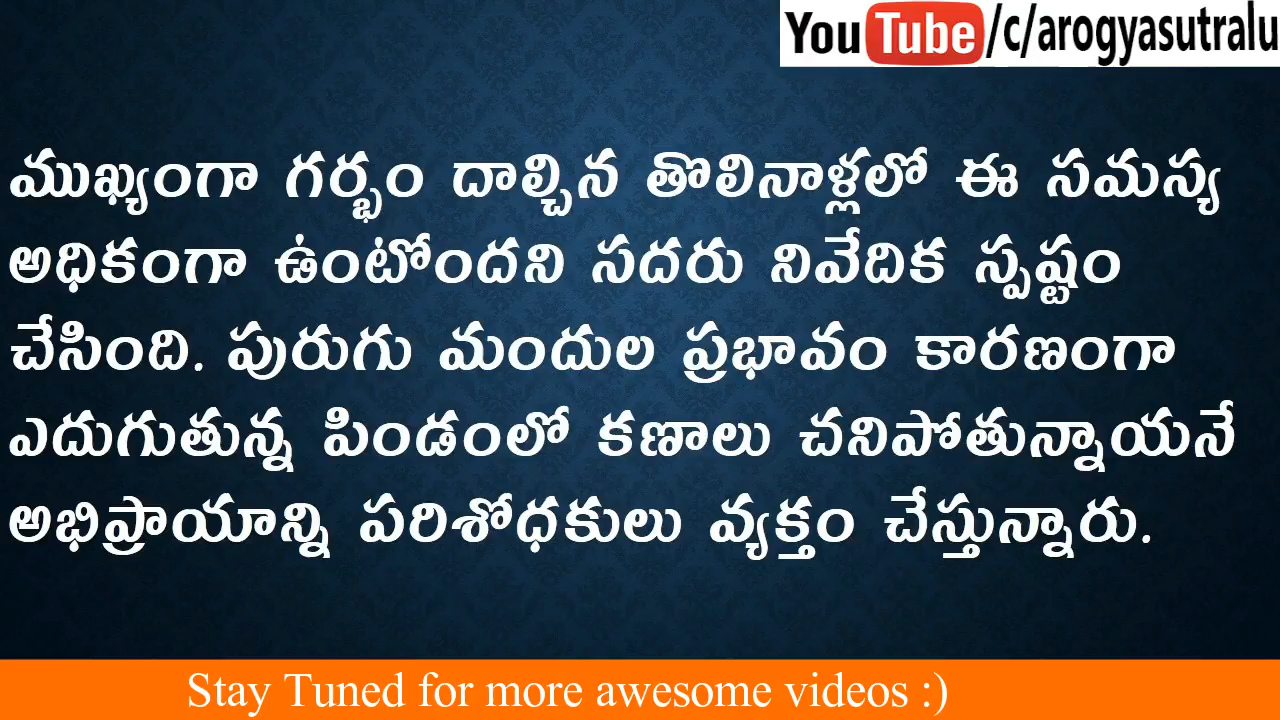 YouTube/c/arogyasutralu
ముఖ్యంగా గర్భం దాల్చిన తొలినాళ్లలో ఈ సమస్య
అధికంగా ఉంటోందని సదరు నివేదిక స్పష్టం
చేసింది. పురుగు మందుల ప్రభావం కారణంగా
ఎదుగుతున్న పిండంలో కణాలు చనిపోతున్నాయనే
అభిప్రాయాన్ని పరిశోధకులు వ్యక్తం చేస్తున్నారు.
Stay Tuned for more awesome videos :)